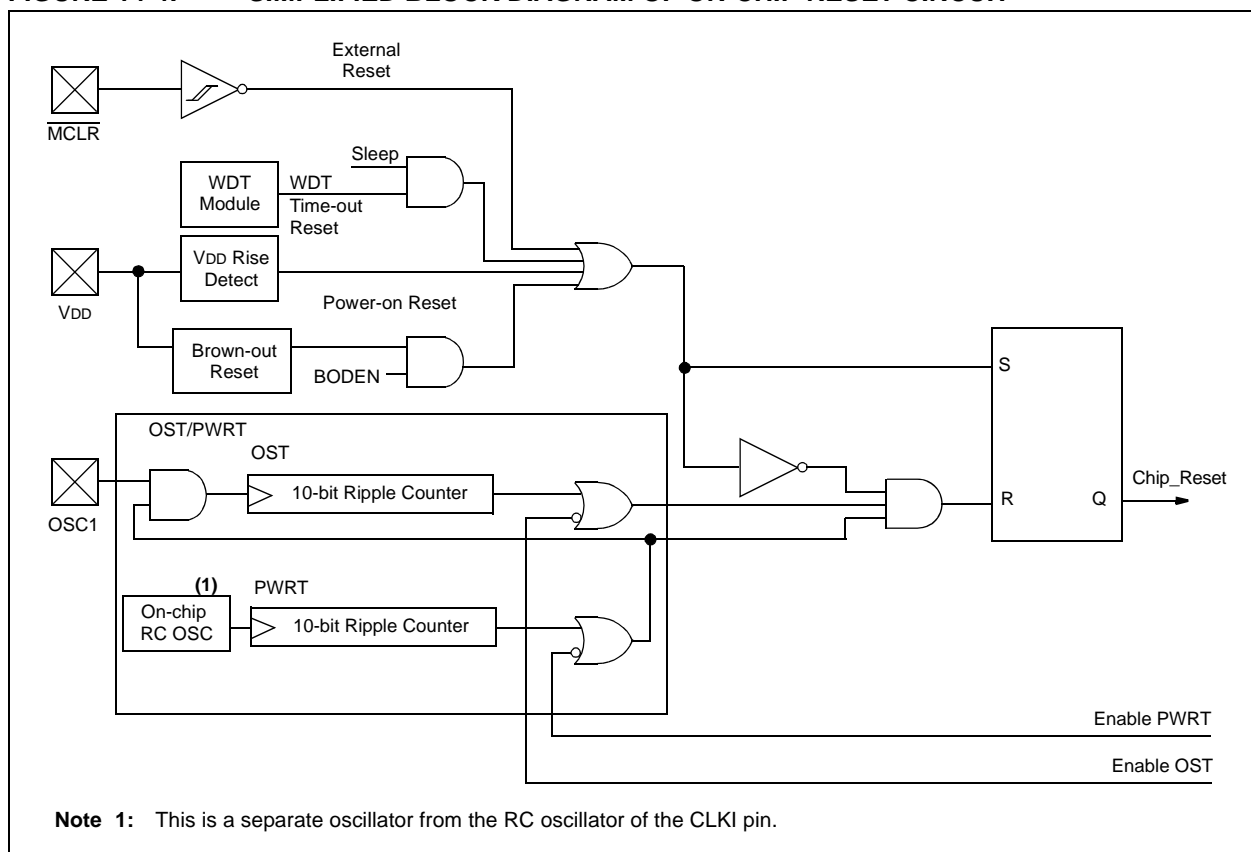 External
Reset
MCLR
Sleep
WDT
Module
WDT
Time-out
Reset
VDD Rise
Detect
VDD
Power-on Reset
Brown-out
Reset
BODEN
S
OST/PWRT
OST
10-bit Ripple Counter
OSC1
Chip_Reset
R
Q
(1)
PWRT
On-chip
RC OSC
10-bit Ripple Counter
Enable PWRT
Enable OST
Note 1: This is a separate oscillator from the RC oscillator of the CLKI pin.